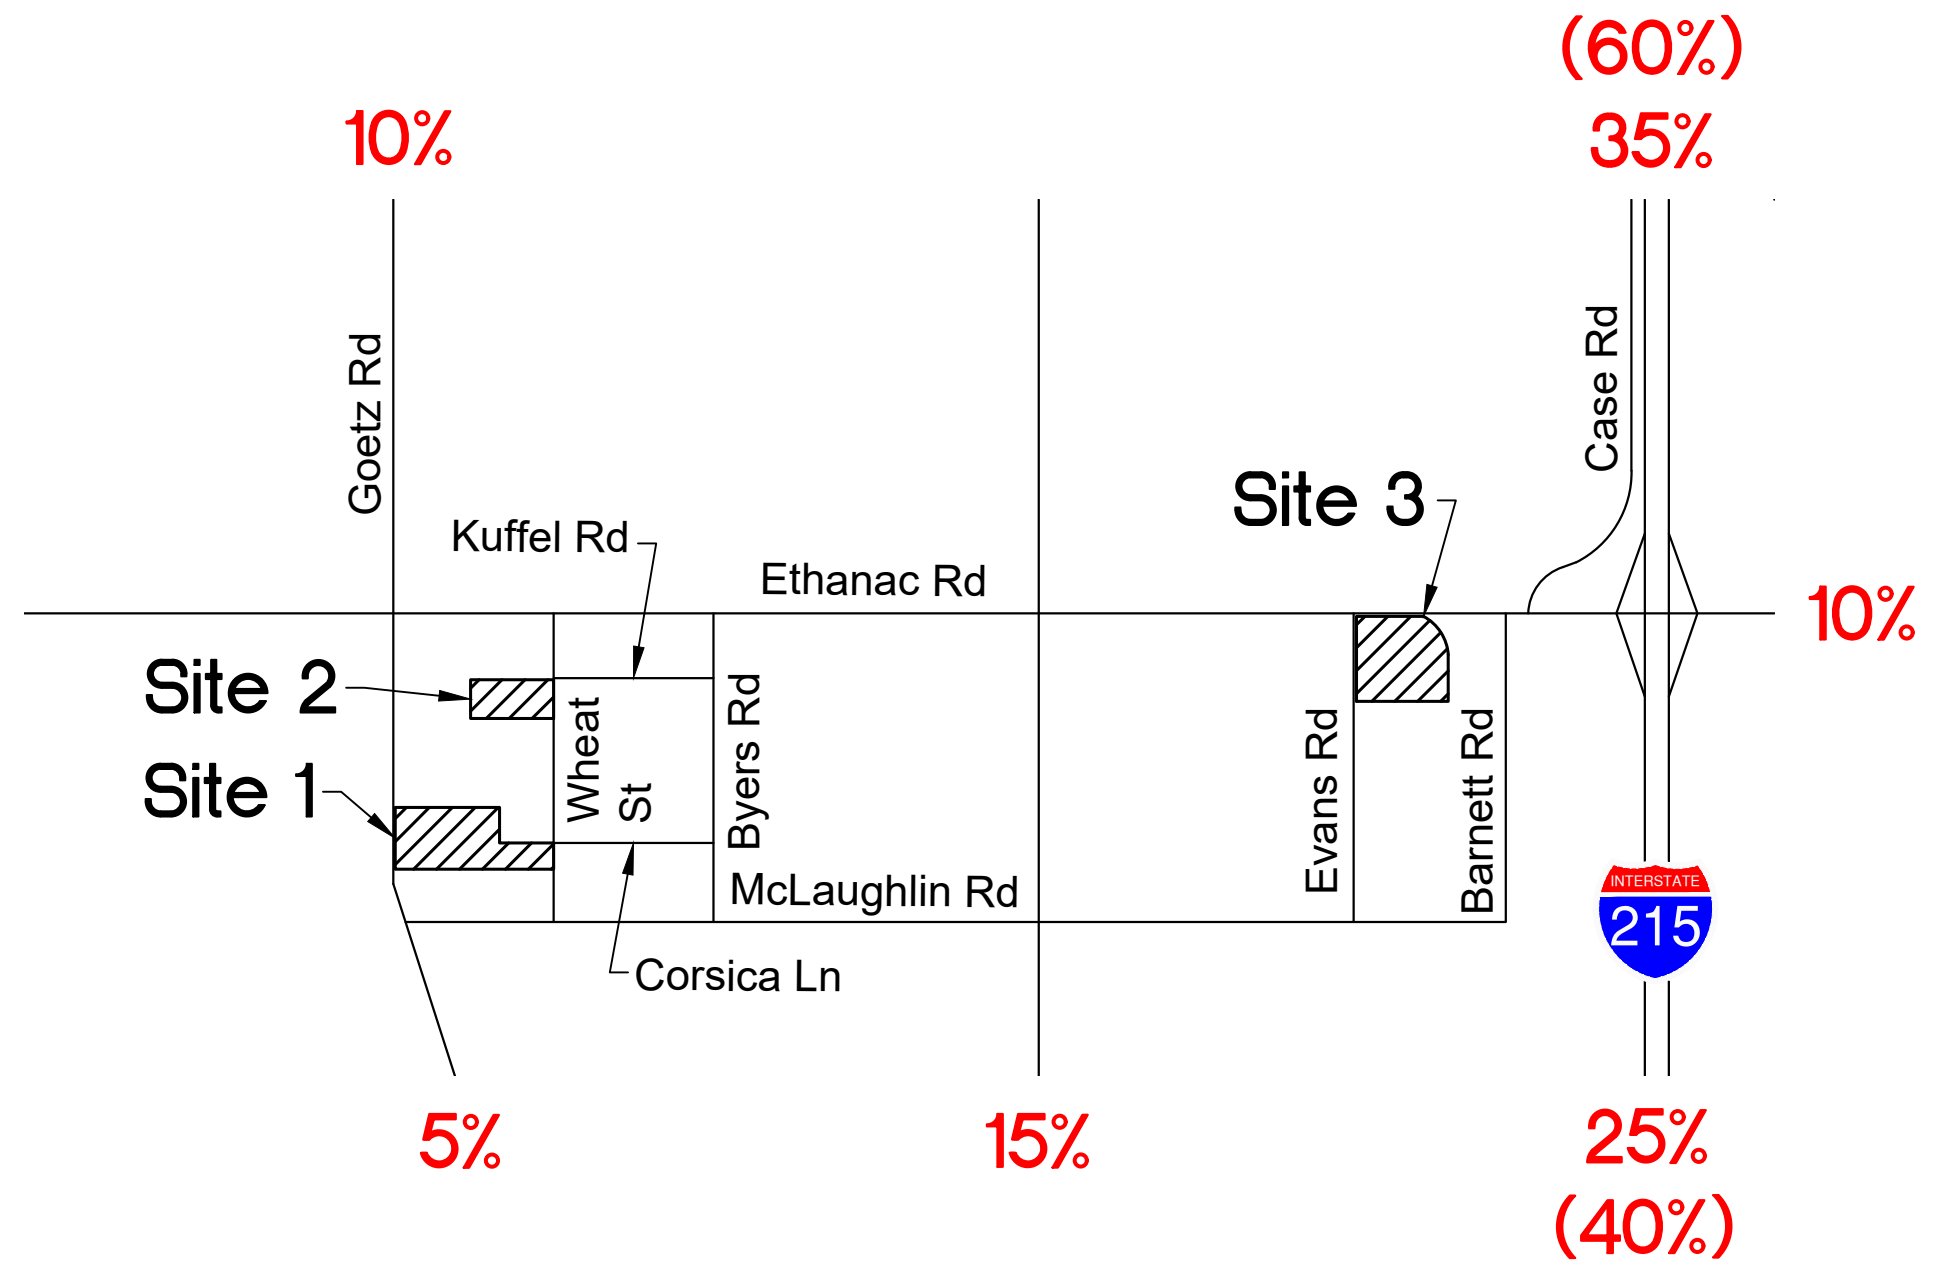 (60%)
10%
35%
Goetz Rd
Case Rd
Site 3
Kuffel Rd
Ethanac Rd
10%
Site 2
Wheat
St
Byers Rd
Evans Rd
Barnett Rd
Site 1
McLaughlin Rd
INTERSTATE
215
Corsica Ln
5%
15%
25%
(40%)